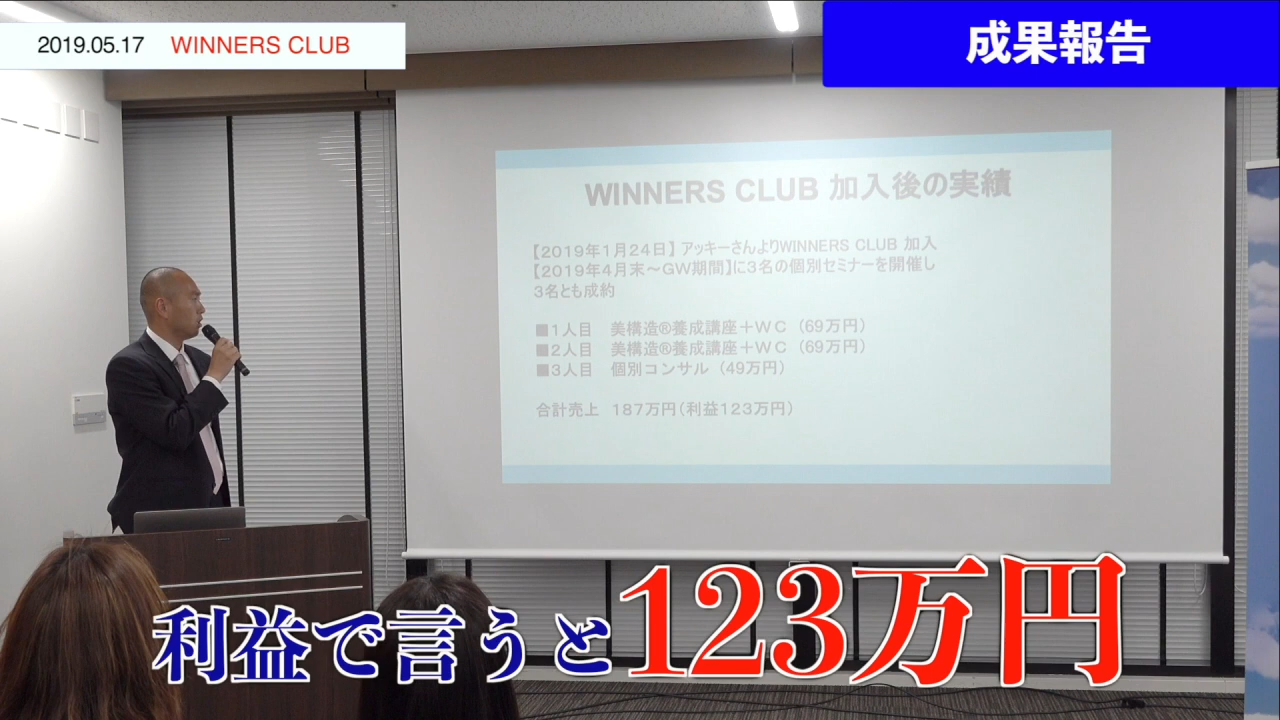 2019.05.17 WINNERS CLUB
成果報告
WINNERS CLUB 加入後の実績
【2019年1月24日】 アッキーさんよりWINNERS CLUB 加入
【2019年4月末～GW期間】に3名の個別セミナーを開催し
3名とも成約
■1人目 美構造®養成講座＋WC (69万円)
■2人目 美構造®養成講座＋WC (69万円)
■3人目 個別コンサル (49万円)
合計売上 187万円(利益123万円)
利益で言うと123万円